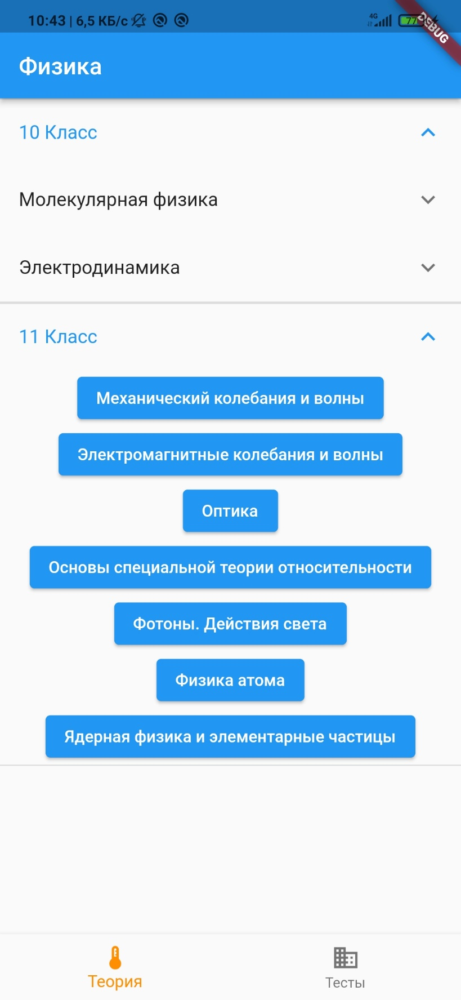 10:43 | 6,5 КБ/с
4G
77
DEBUG
Физика
10 Класс
Молекулярная физика
Электродинамика
11 Класс
Механический колебания и волны
Электромагнитные колебания и волны
Оптика
Основы специальной теории относительности
Фотоны. Действия света
Физика атома
Ядерная физика и элементарные частицы
Теория
Тесты